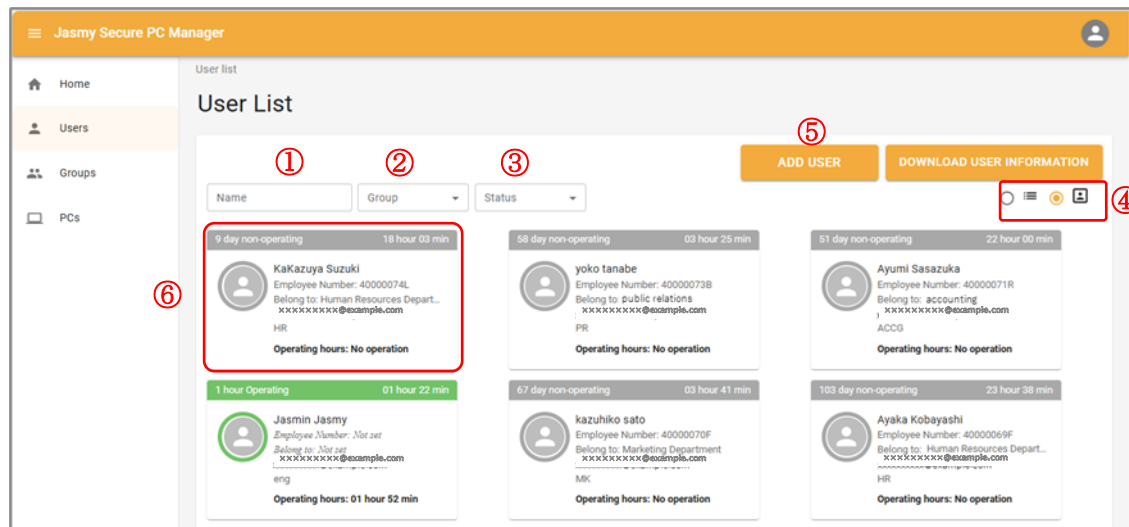 Jasmy Secure PC Manager
User list
Home
User List
Users
Groups
PCs
① ② ③ ⑤
ADD USER DOWNLOAD USER INFORMATION
Name Group Status ④
⑥
9 day non-operating 18 hour 03 min
KaKazuya Suzuki
Employee Number: 40000074L
Belong to: Human Resources Depart...
xxxxxxxxx@example.com
HR
Operating hours: No operation
58 day non-operating 03 hour 25 min
yoko tanabe
Employee Number: 40000073B
Belong to: public relations
xxxxxxxxx@example.com
PR
Operating hours: No operation
51 day non-operating 22 hour 00 min
Ayumi Sasazuka
Employee Number: 40000071R
Belong to: accounting
xxxxxxxxx@example.com
ACCG
Operating hours: No operation
1 hour Operating 01 hour 22 min
Jasmin Jasmy
Employee Number: Not set
Belong to: Not set
xxxxxxxxx@example.com
eng
Operating hours: 01 hour 52 min
67 day non-operating 03 hour 41 min
kazuhiko sato
Employee Number: 40000070F
Belong to: Marketing Department
xxxxxxxxx@example.com
MK
Operating hours: No operation
103 day non-operating 23 hour 38 min
Ayaka Kobayashi
Employee Number: 40000069F
Belong to: Human Resources Depart...
xxxxxxxxx@example.com
HR
Operating hours: No operation